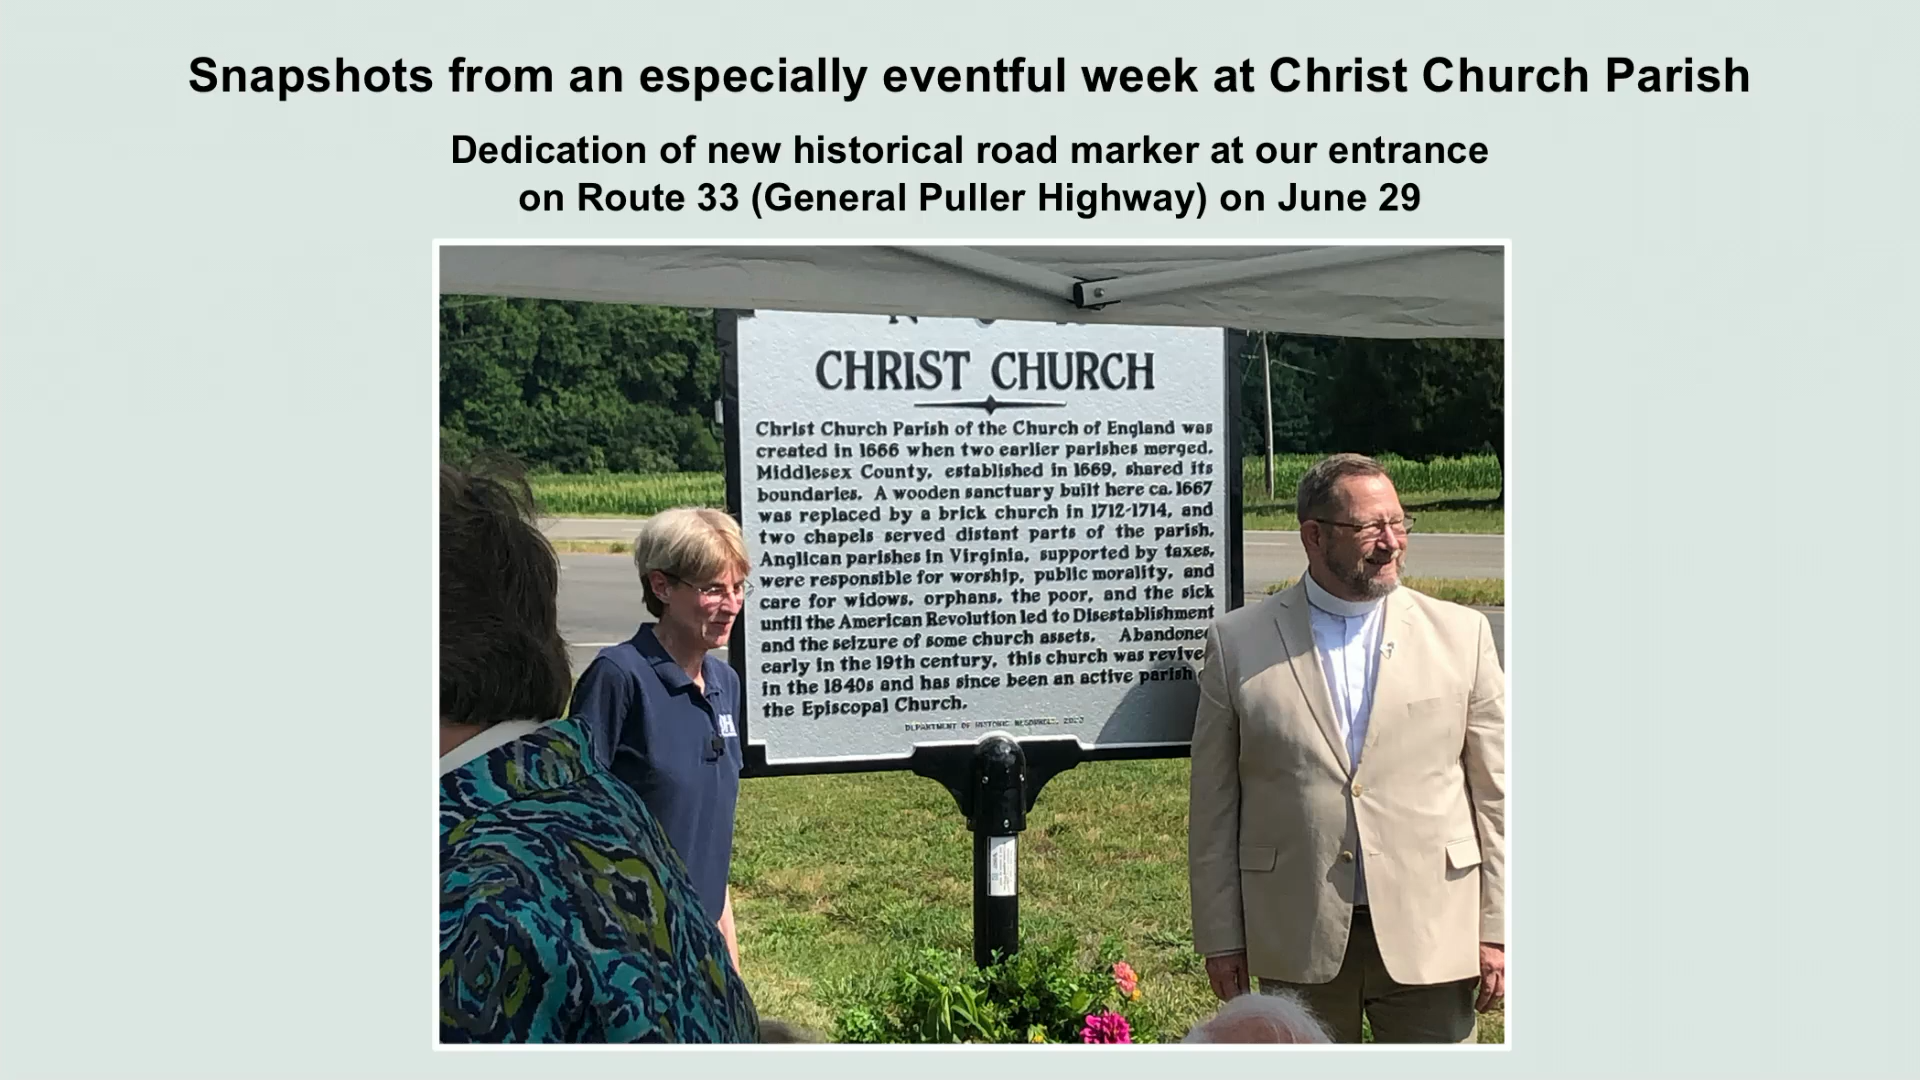 Snapshots from an especially eventful week at Christ Church Parish
Dedication of new historical road marker at our entrance
on Route 33 (General Puller Highway) on June 29
CHRIST CHURCH
Christ Church Parish of the Church of England was
created in 1666 when two earlier parishes merged.
Middlesex County, established in 1669, shared its
boundaries. A wooden sanctuary built here ca. 1667
was replaced by a brick church in 1712-1714, and
two chapels served distant parts of the parish.
Anglican parishes in Virginia, supported by taxes,
were responsible for worship, public morality, and
care for widows, orphans, the poor, and the sick
until the American Revolution led to Disestablishment
and the seizure of some church assets. Abandone
early in the 19th century, this church was revive
in the 1840s and has since been an active parish
the Episcopal Church.
DEPARTMENT OF HISTORIC RESOURCES, 2023